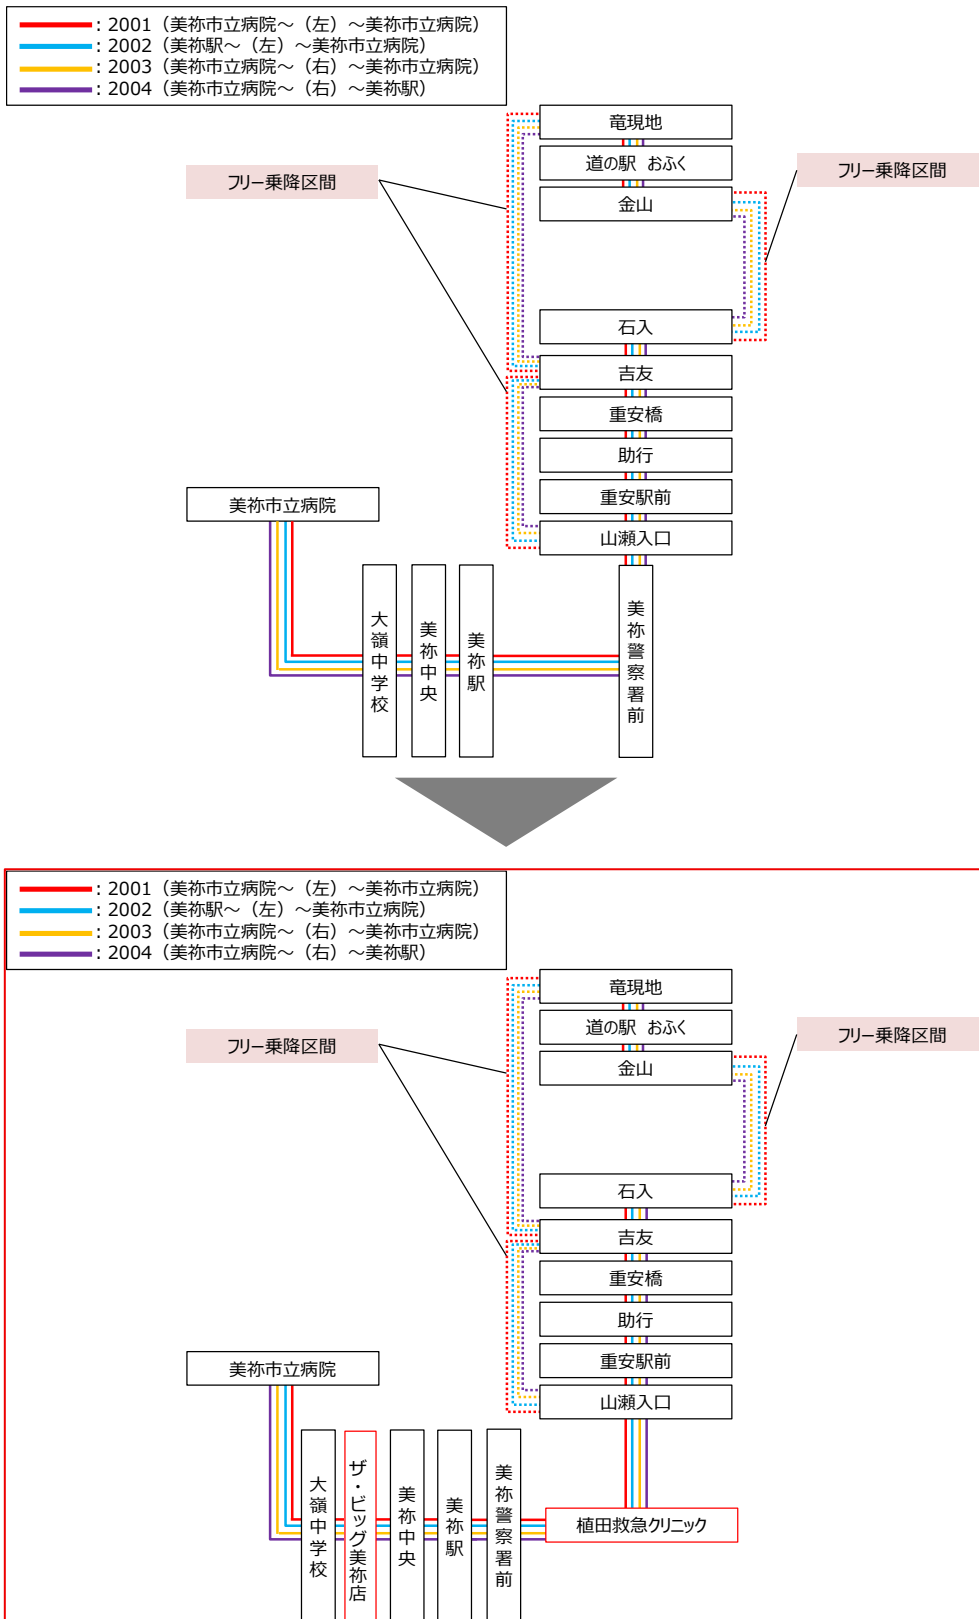 : 2001（美祢市立病院～（左）～美祢市立病院）
: 2002（美祢駅～（左）～美祢市立病院）
: 2003（美祢市立病院～（右）～美祢市立病院）
: 2004（美祢市立病院～（右）～美祢駅）
竜現地
道の駅 おふく
フリー乗降区間
フリー乗降区間
金山
石入
吉友
重安橋
助行
重安駅前
美祢市立病院
山瀬入口
大嶺中学校
美祢中央
美祢駅
美祢警察署前
: 2001（美祢市立病院～（左）～美祢市立病院）
: 2002（美祢駅～（左）～美祢市立病院）
: 2003（美祢市立病院～（右）～美祢市立病院）
: 2004（美祢市立病院～（右）～美祢駅）
竜現地
道の駅 おふく
フリー乗降区間
フリー乗降区間
金山
石入
吉友
重安橋
助行
重安駅前
美祢市立病院
山瀬入口
大嶺中学校
ザ・ビッグ美祢店
美祢中央
美祢駅
美祢警察署前
植田救急クリニック